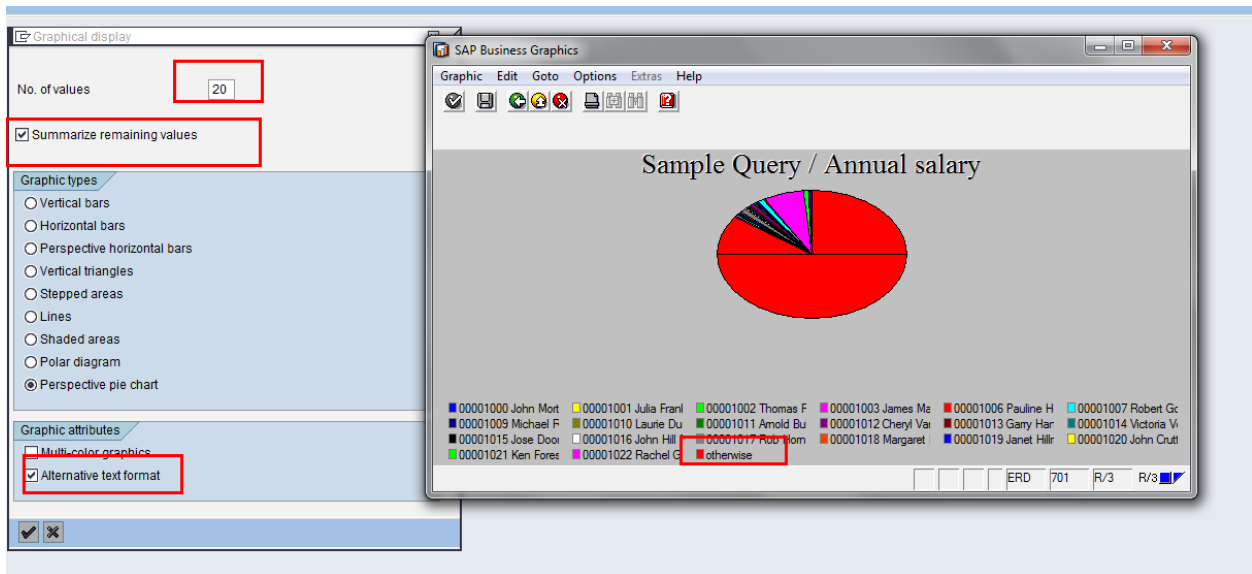 Graphical display
No. of values 20
Summarize remaining values
Graphic types
Vertical bars
Horizontal bars
Perspective horizontal bars
Vertical triangles
Stepped areas
Lines
Shaded areas
Polar diagram
Perspective pie chart
Graphic attributes
Multi-color graphics
Alternative text format
SAP Business Graphics
Graphic Edit Goto Options Extras Help
Sample Query / Annual salary
00001000 John Mort 00001001 Julia Frank 00001002 Thomas F 00001003 James Ma 00001006 Pauline H 00001007 Robert Gc
00001009 Michael R 00001010 Laurie Du 00001011 Arnold Bu 00001012 Cheryl Var 00001013 Garry Har 00001014 Victoria V
00001015 Jose Door 00001016 John Hill 00001017 Rob Hom 00001018 Margaret 00001019 Janet Hillr 00001020 John Crutt
00001021 Ken Fores 00001022 Rachel G otherwise
ERD 701 R/3 R/3